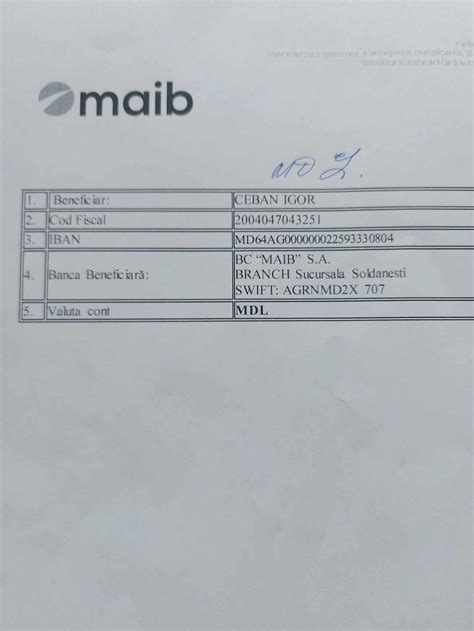 maib
MDL
1. Beneficiar: CEBAN IGOR
2. Cod Fiscal 2004047043251
3. IBAN MD64AG000000022593330804
4. Banca Beneficiară: BC “MAIB” S.A.
BRANCH Sucursala Soldanesti
SWIFT: AGRNMD2X 707
5. Valuta cont MDL